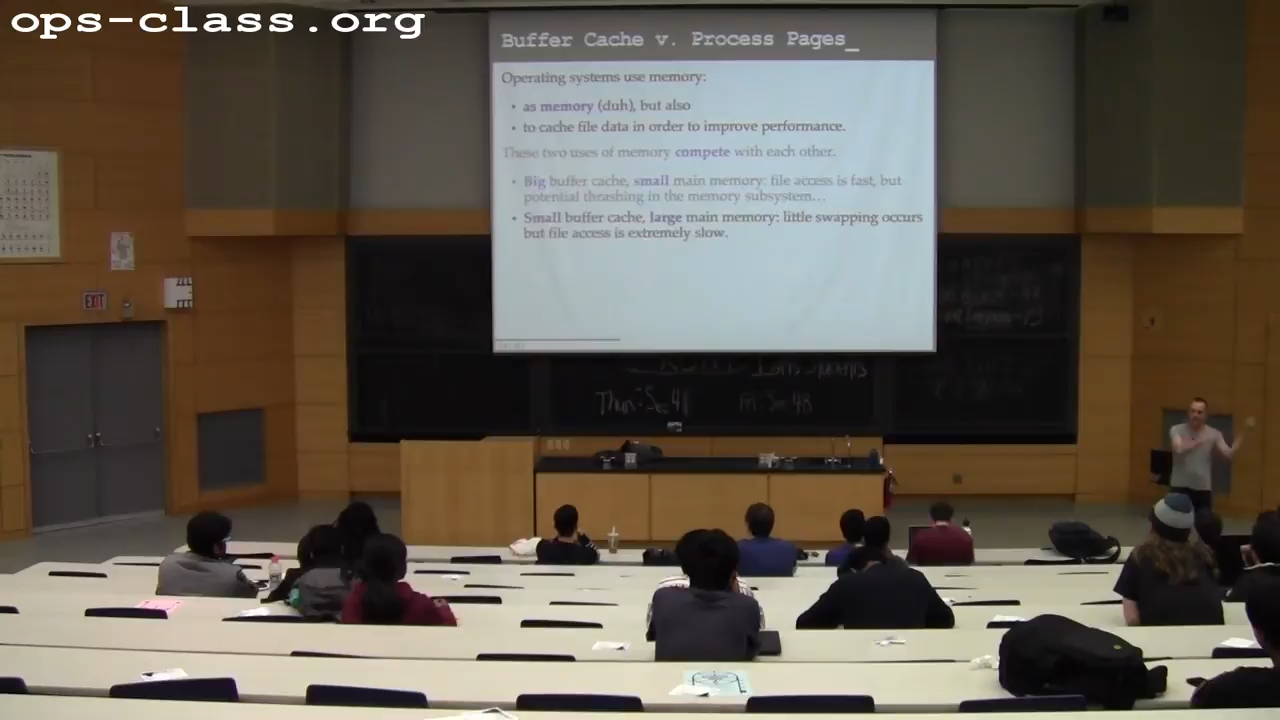 ops-class.org
Buffer Cache v. Process Pages_
Operating systems use memory:
• as memory (duh), but also
• to cache file data in order to improve performance.
These two uses of memory compete with each other.
• Big buffer cache, small main memory: file access is fast, but
potential thrashing in the memory subsystem…
• Small buffer cache, large main memory: little swapping occurs
but file access is extremely slow.
EXIT